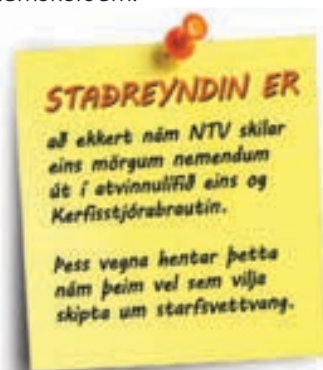 STAÐREYNDIN ER
að ekkert nám NTV skilar
eins mörgum nemendum
út í atvinnulífið eins og
Kerfisstjórabrautin.
Þess vegna hentar þetta
nám þeim vel sem vilja
skipta um starfsvettvang.